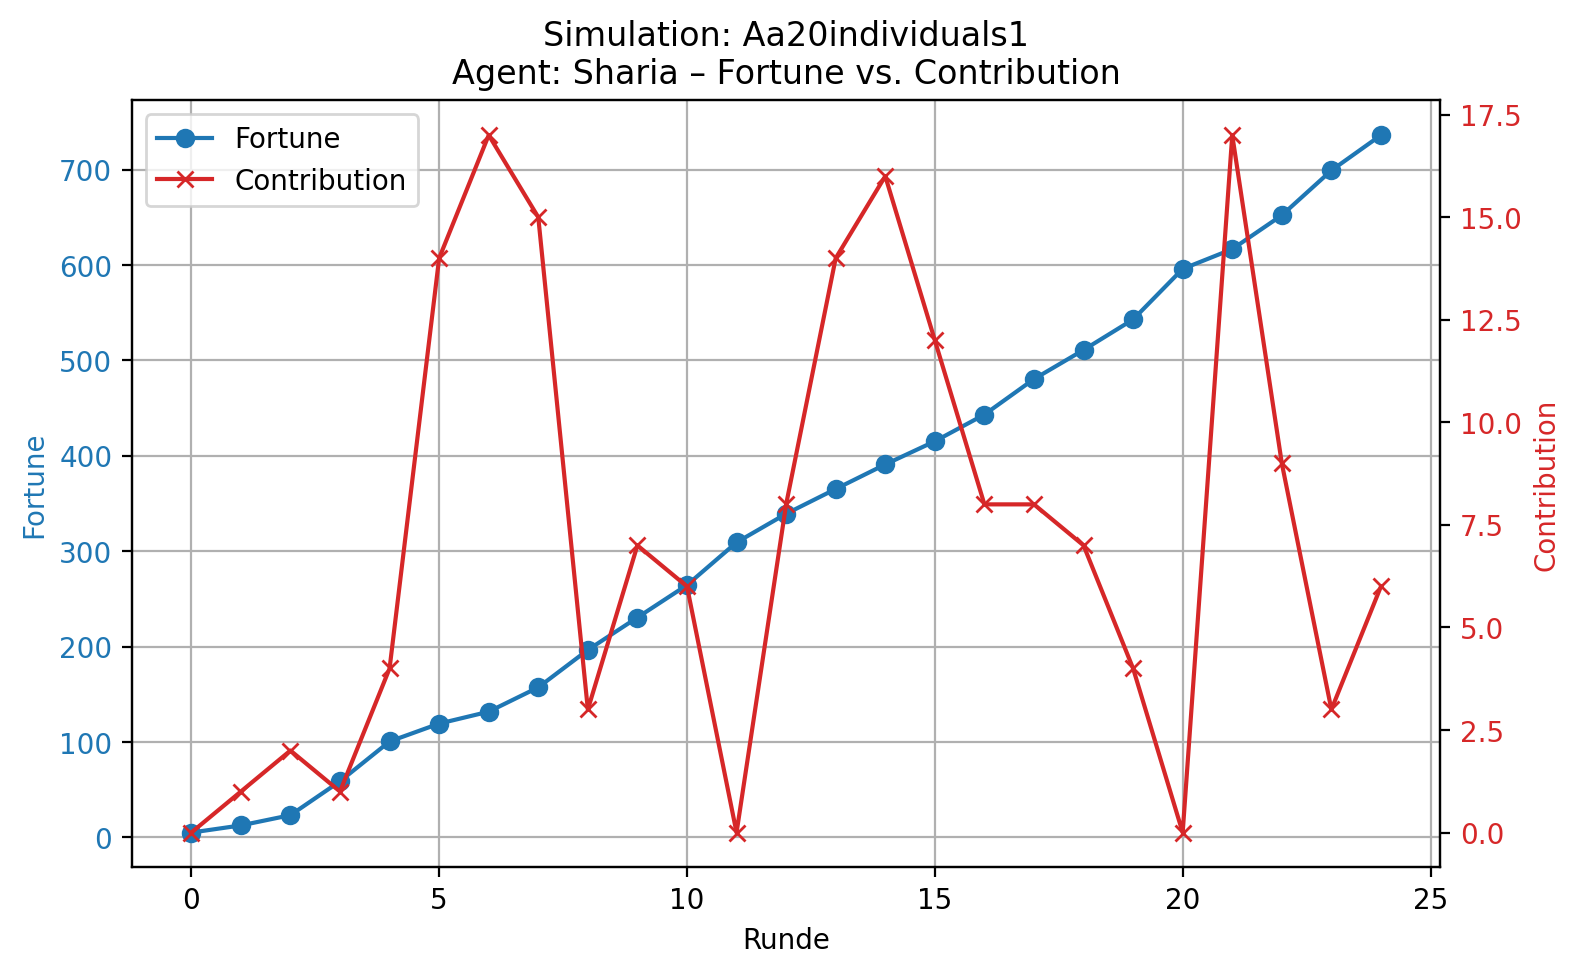 Simulation: Aa20individuals1
Agent: Sharia – Fortune vs. Contribution
Fortune
Contribution
700
600
500
400
300
200
100
0
Fortune
17.5
15.0
12.5
10.0
7.5
5.0
2.5
0.0
Contribution
0 5 10 15 20 25
Runde